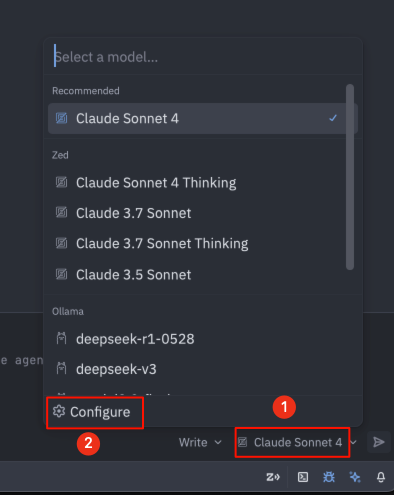 Select a model...
Recommended
Claude Sonnet 4
Zed
Claude Sonnet 4 Thinking
Claude 3.7 Sonnet
Claude 3.7 Sonnet Thinking
Claude 3.5 Sonnet
Ollama
deepseek-r1-0528
deepseek-v3
e agen
Configure
1
2
Write
Claude Sonnet 4